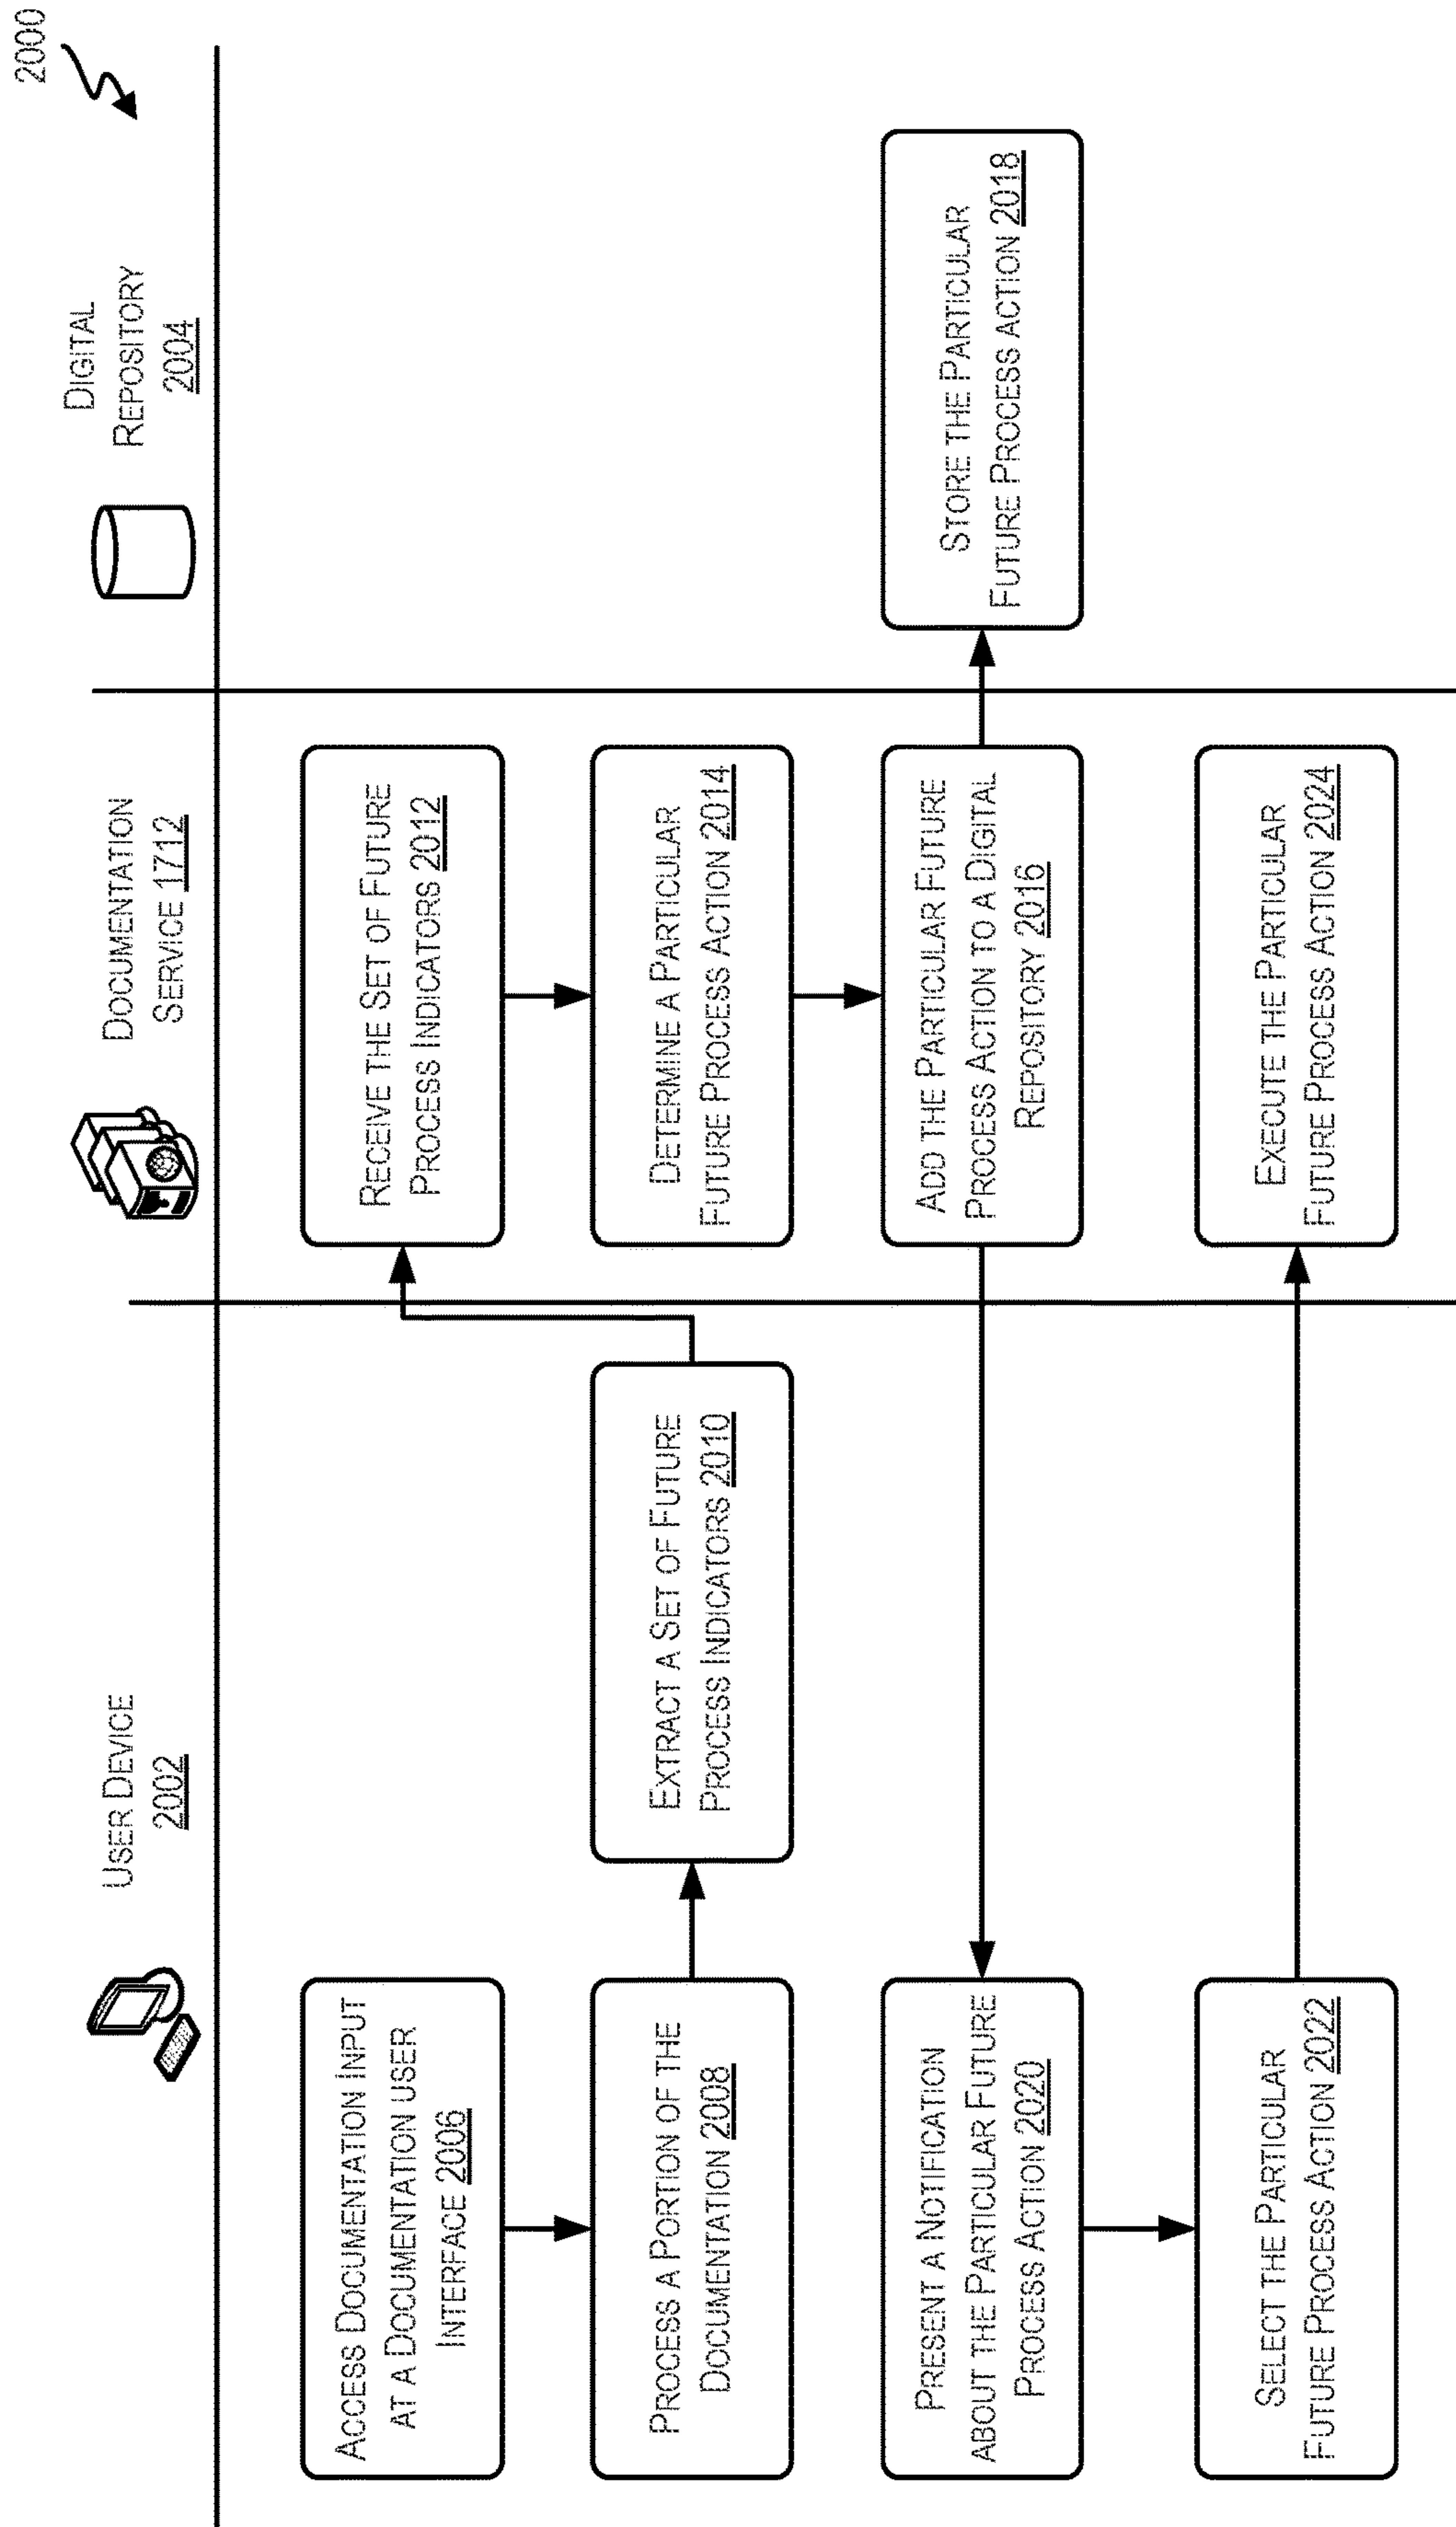 2000
USER DEVICE
2002
DOCUMENTATION
SERVICE 1712
DIGITAL
REPOSITORY
2004
ACCESS DOCUMENTATION INPUT
AT A DOCUMENTATION USER
INTERFACE 2006
PROCESS A PORTION OF THE
DOCUMENTATION 2008
EXTRACT A SET OF FUTURE
PROCESS INDICATORS 2010
RECEIVE THE SET OF FUTURE
PROCESS INDICATORS 2012
DETERMINE A PARTICULAR
FUTURE PROCESS ACTION 2014
ADD THE PARTICULAR FUTURE
PROCESS ACTION TO A DIGITAL
REPOSITORY 2016
STORE THE PARTICULAR
FUTURE PROCESS ACTION 2018
PRESENT A NOTIFICATION
ABOUT THE PARTICULAR FUTURE
PROCESS ACTION 2020
SELECT THE PARTICULAR
FUTURE PROCESS ACTION 2022
EXECUTE THE PARTICULAR
FUTURE PROCESS ACTION 2024